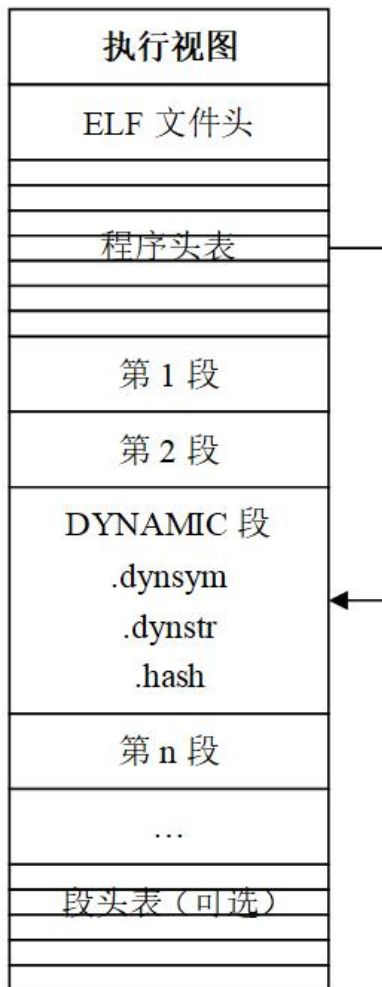 执行视图
ELF 文件头
程序头表
第 1 段
第 2 段
DYNAMIC 段
.dynsym
.dynstr
.hash
第 n 段
…
段头表（可选）